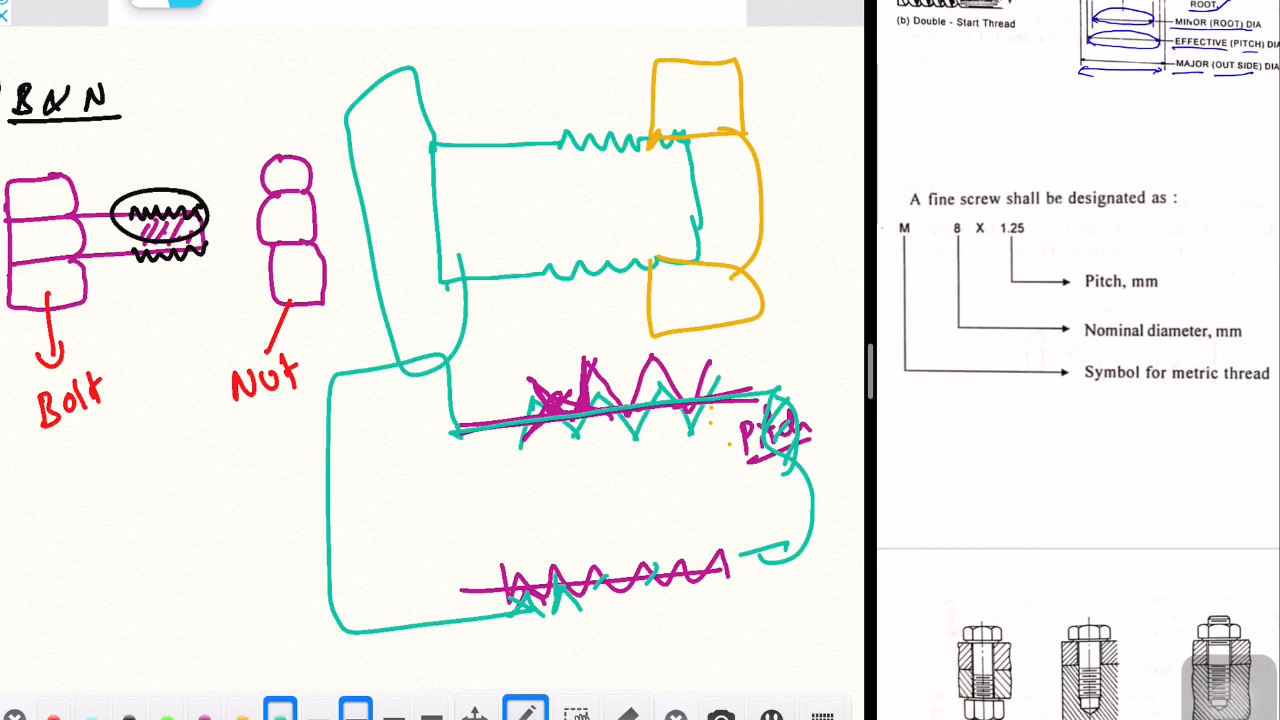 B & N
Bolt
Nut
Pitch
ROOT
(b) Double - Start Thread
MINOR (ROOT) DIA
EFFECTIVE (PITCH) DIA
MAJOR (OUT SIDE) DIA
A fine screw shall be designated as :
M 8 X 1.25
Pitch, mm
Nominal diameter, mm
Symbol for metric thread